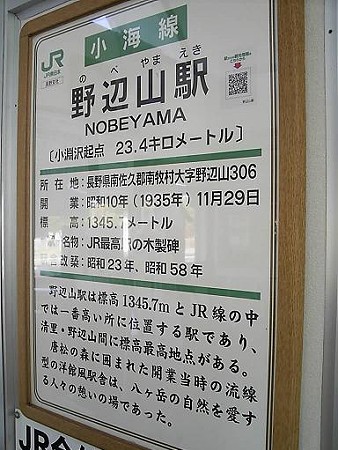 JR
JR東日本
長野支社
小海線
のべやまえき
野辺山駅
NOBEYAMA
〔小淵沢起点 23.4キロメートル〕
所在地:長野県南佐久郡南牧村大字野辺山306
開業:昭和10年(1935年)11月29日
標高:1345.7メートル
名物:JR最高駅の木製碑
改築:昭和23年、昭和58年
野辺山駅は標高1345.7mとJR線の中
では一番高い所に位置する駅であり、
清里・野辺山間に標高最高地点がある。
唐松の森に囲まれた開業当時の流線
型の洋館風駅舎は、八ヶ岳の自然を愛す
る人々の憩いの場であった。